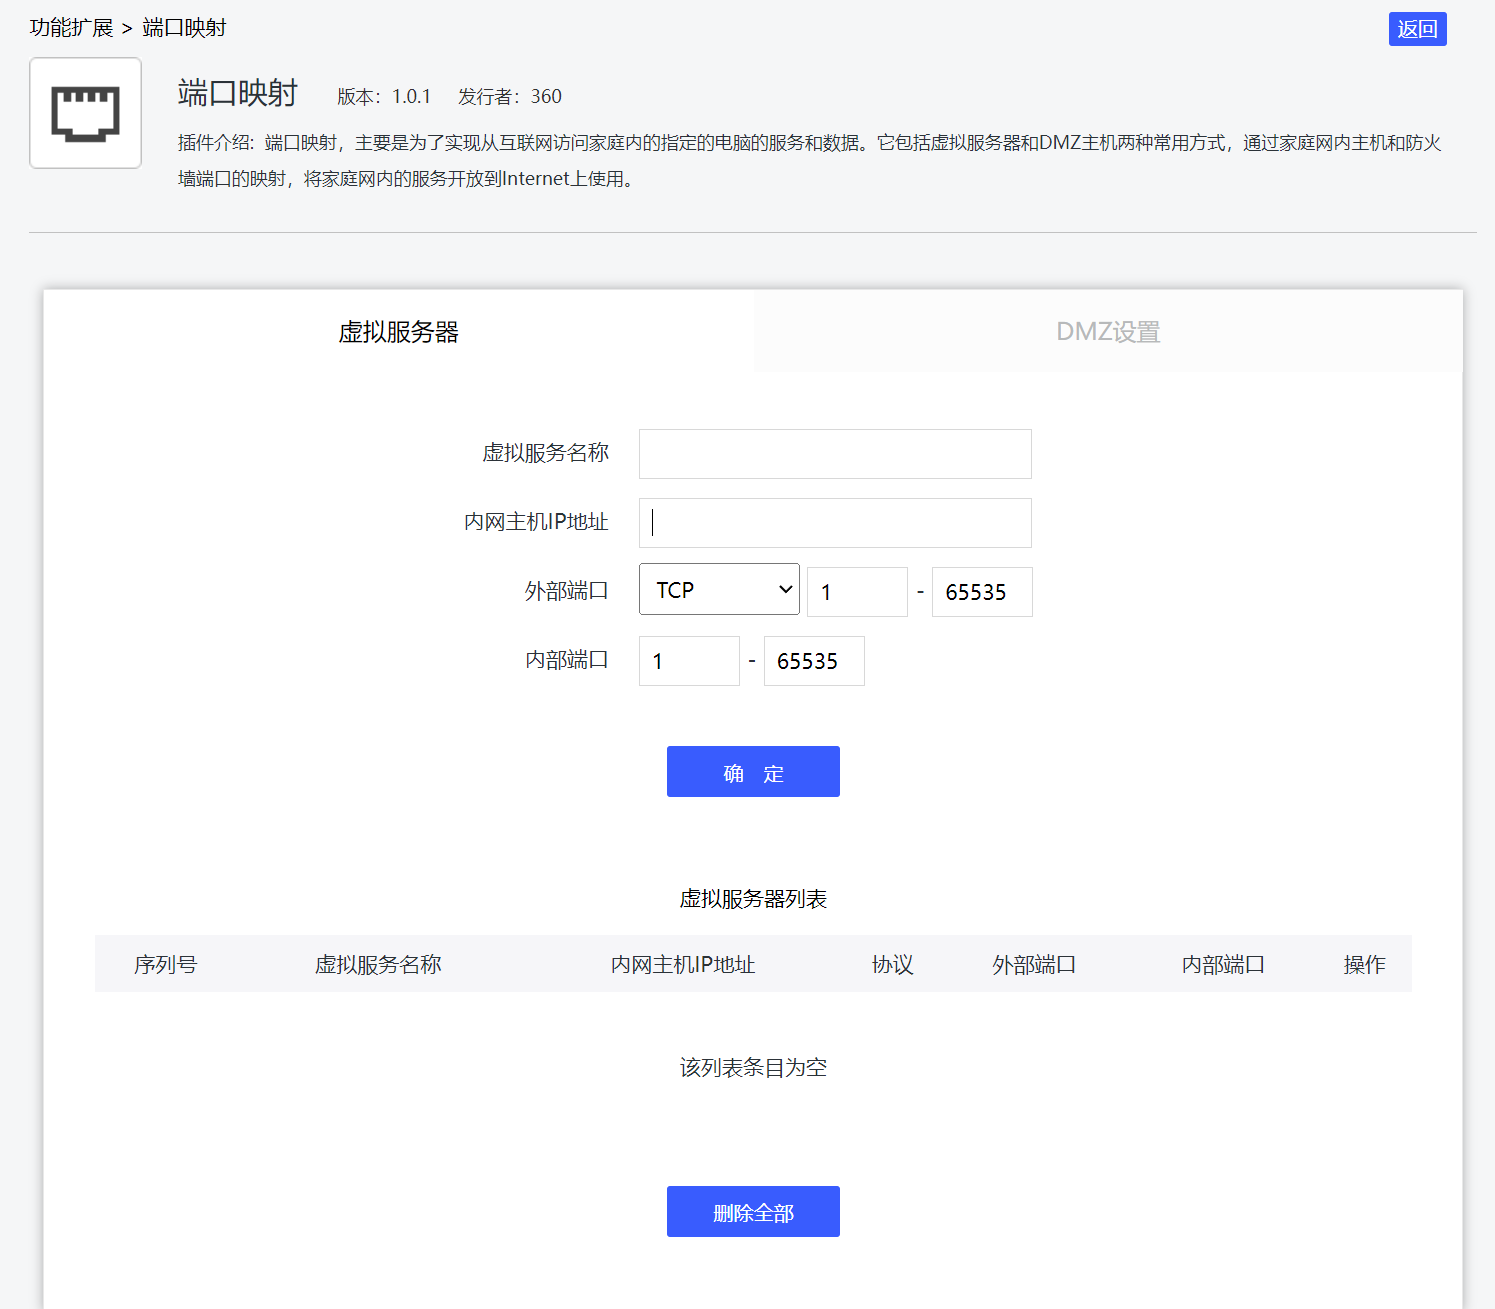 功能扩展 > 端口映射
返回
端口映射 版本：1.0.1 发行者：360
插件介绍：端口映射，主要是为了实现从互联网访问家庭内的指定的电脑的服务和数据。它包括虚拟服务器和DMZ主机两种常用方式，通过家庭网内主机和防火
墙端口的映射，将家庭网内的服务开放到Internet上使用。
虚拟服务器 DMZ设置
虚拟服务名称
内网主机IP地址
外部端口 TCP 1 - 65535
内部端口 1 - 65535
确 定
虚拟服务器列表
序列号 虚拟服务名称 内网主机IP地址 协议 外部端口 内部端口 操作
该列表条目为空
删除全部